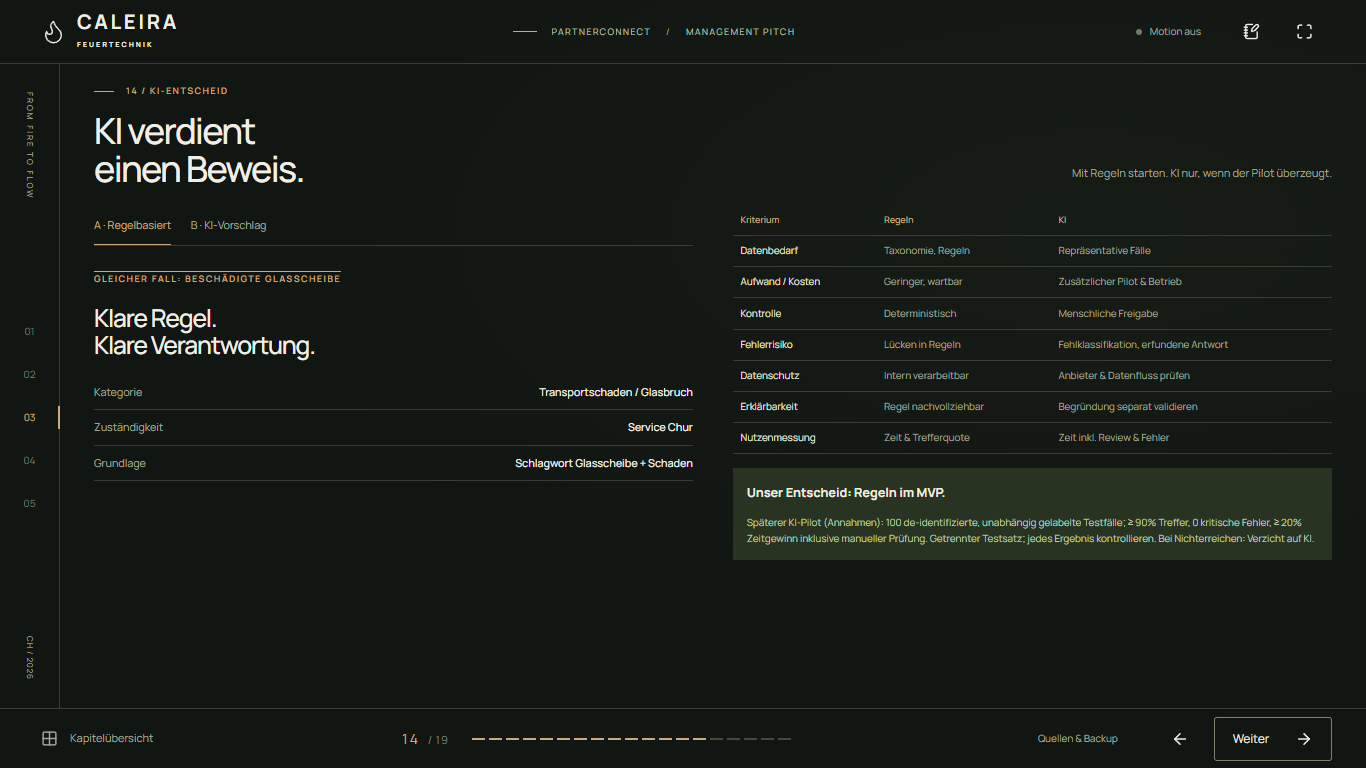 CALEIRA
FEUERTECHNIK
PARTNERCONNECT / MANAGEMENT PITCH
Motion aus
FROM FIRE TO FLOW
01
02
03
04
05
CH / 2026
14 / KI-ENTSCHEID
KI verdient
einen Beweis.
Mit Regeln starten. KI nur, wenn der Pilot überzeugt.
A · Regelbasiert B · KI-Vorschlag
GLEICHER FALL: BESCHÄDIGTE GLASSCHEIBE
Klare Regel.
Klare Verantwortung.
Kategorie Transportschaden / Glasbruch
Zuständigkeit Service Chur
Grundlage Schlagwort Glasscheibe + Schaden
Kriterium Regeln KI
Datenbedarf Taxonomie, Regeln Repräsentative Fälle
Aufwand / Kosten Geringer, wartbar Zusätzlicher Pilot & Betrieb
Kontrolle Deterministisch Menschliche Freigabe
Fehlerrisiko Lücken in Regeln Fehlklassifikation, erfundene Antwort
Datenschutz Intern verarbeitbar Anbieter & Datenfluss prüfen
Erklärbarkeit Regel nachvollziehbar Begründung separat validieren
Nutzenmessung Zeit & Trefferquote Zeit inkl. Review & Fehler
Unser Entscheid: Regeln im MVP.
Späterer KI-Pilot (Annahmen): 100 de-identifizierte, unabhängig gelabelte Testfälle; ≥ 90% Treffer, 0 kritische Fehler, ≥ 20%
Zeitgewinn inklusive manueller Prüfung. Getrennter Testsatz; jedes Ergebnis kontrollieren. Bei Nichterreichen: Verzicht auf KI.
Kapitelübersicht
14 / 19
Quellen & Backup
Weiter